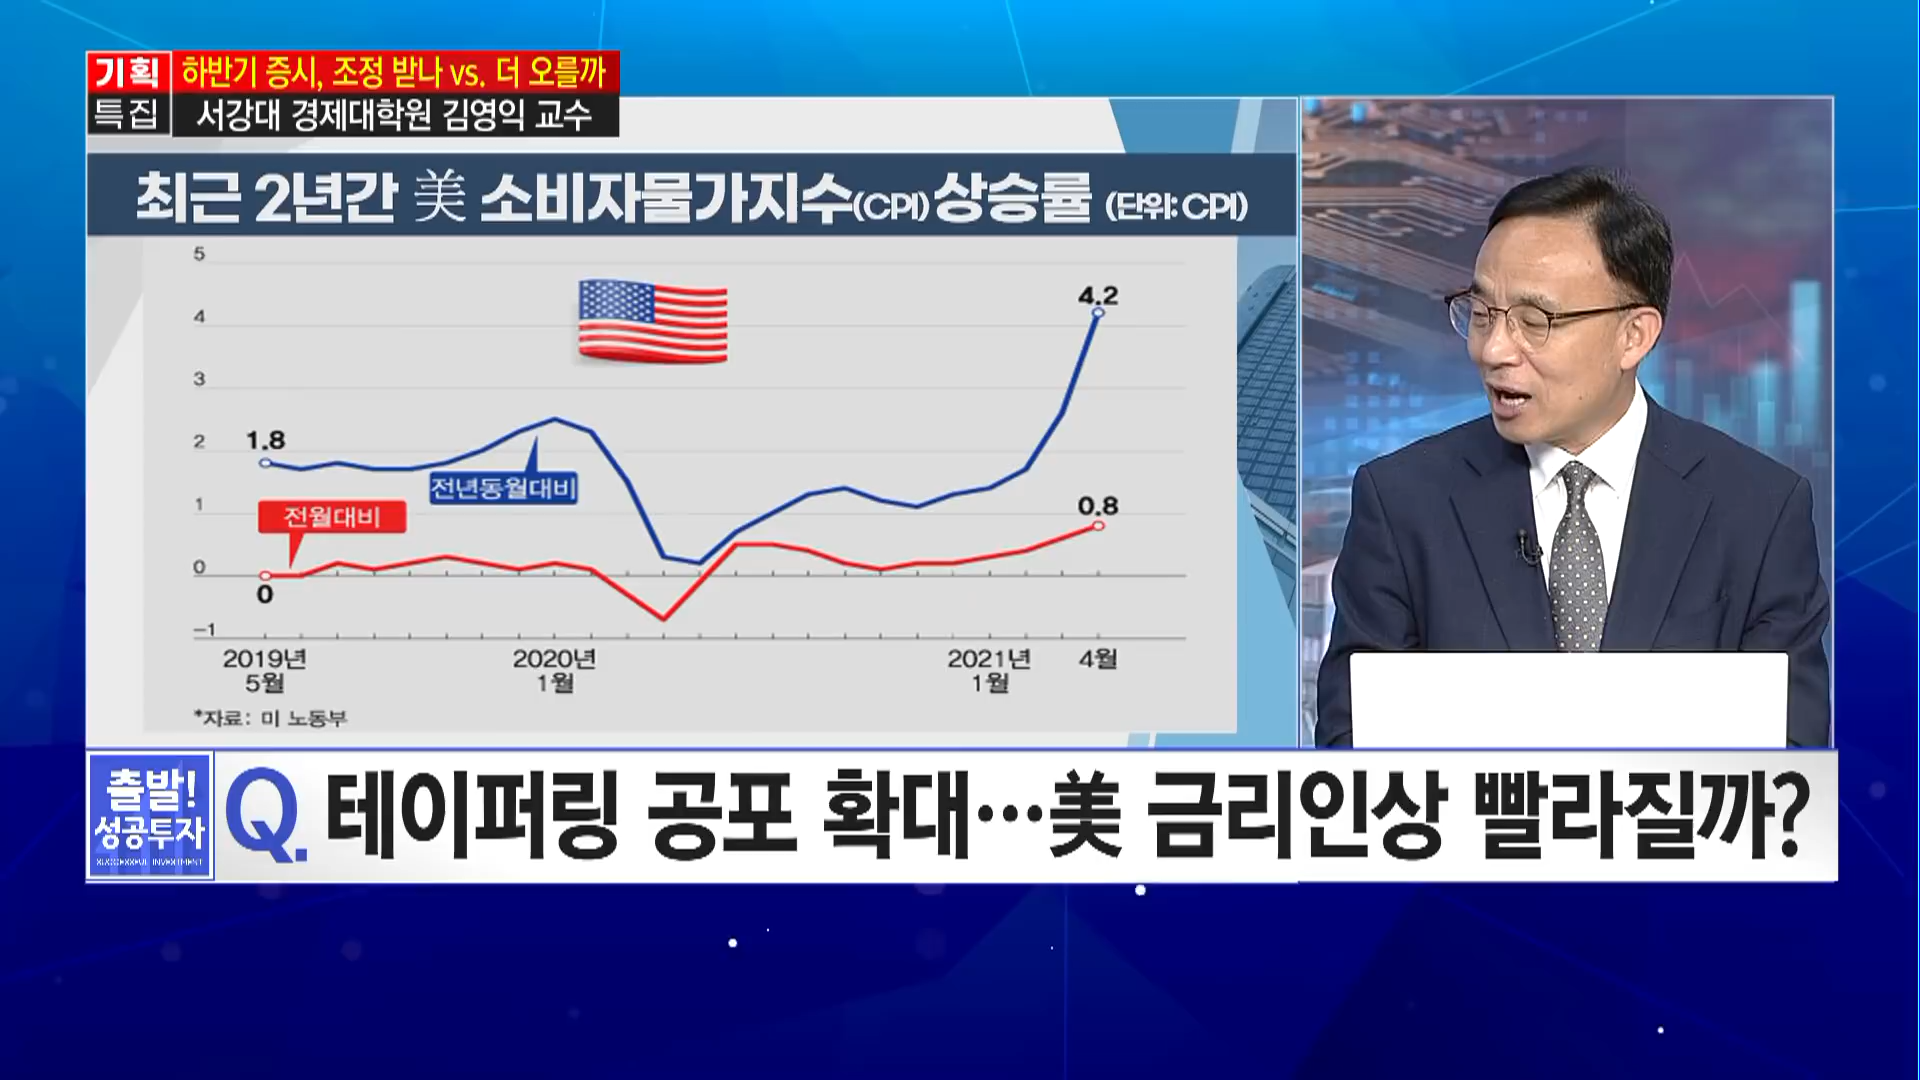 기획
특집
하반기 증시, 조정 받나 vs. 더 오를까
서강대 경제대학원 김영익 교수
최근 2년간 美 소비자물가지수(CPI) 상승률 (단위: CPI)
5
4
3
2
1
0
-1
4.2
1.8
전년동월대비
전월대비
0.8
0
2019년
5월
2020년
1월
2021년
1월
4월
*자료: 미 노동부
출발!
성공투자
SUCCESSFUL INVESTMENT
Q. 테이퍼링 공포 확대…美 금리인상 빨라질까?